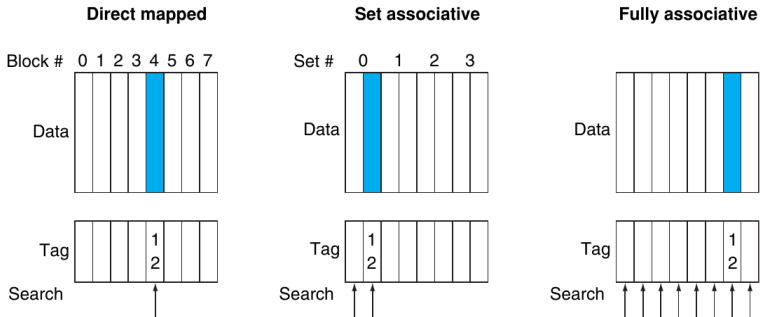 Direct mapped
Block # 0 1 2 3 4 5 6 7
Data
Tag
1
2
Search
Set associative
Set # 0 1 2 3
Data
Tag
1
2
Search
Fully associative
Data
Tag
1
2
Search